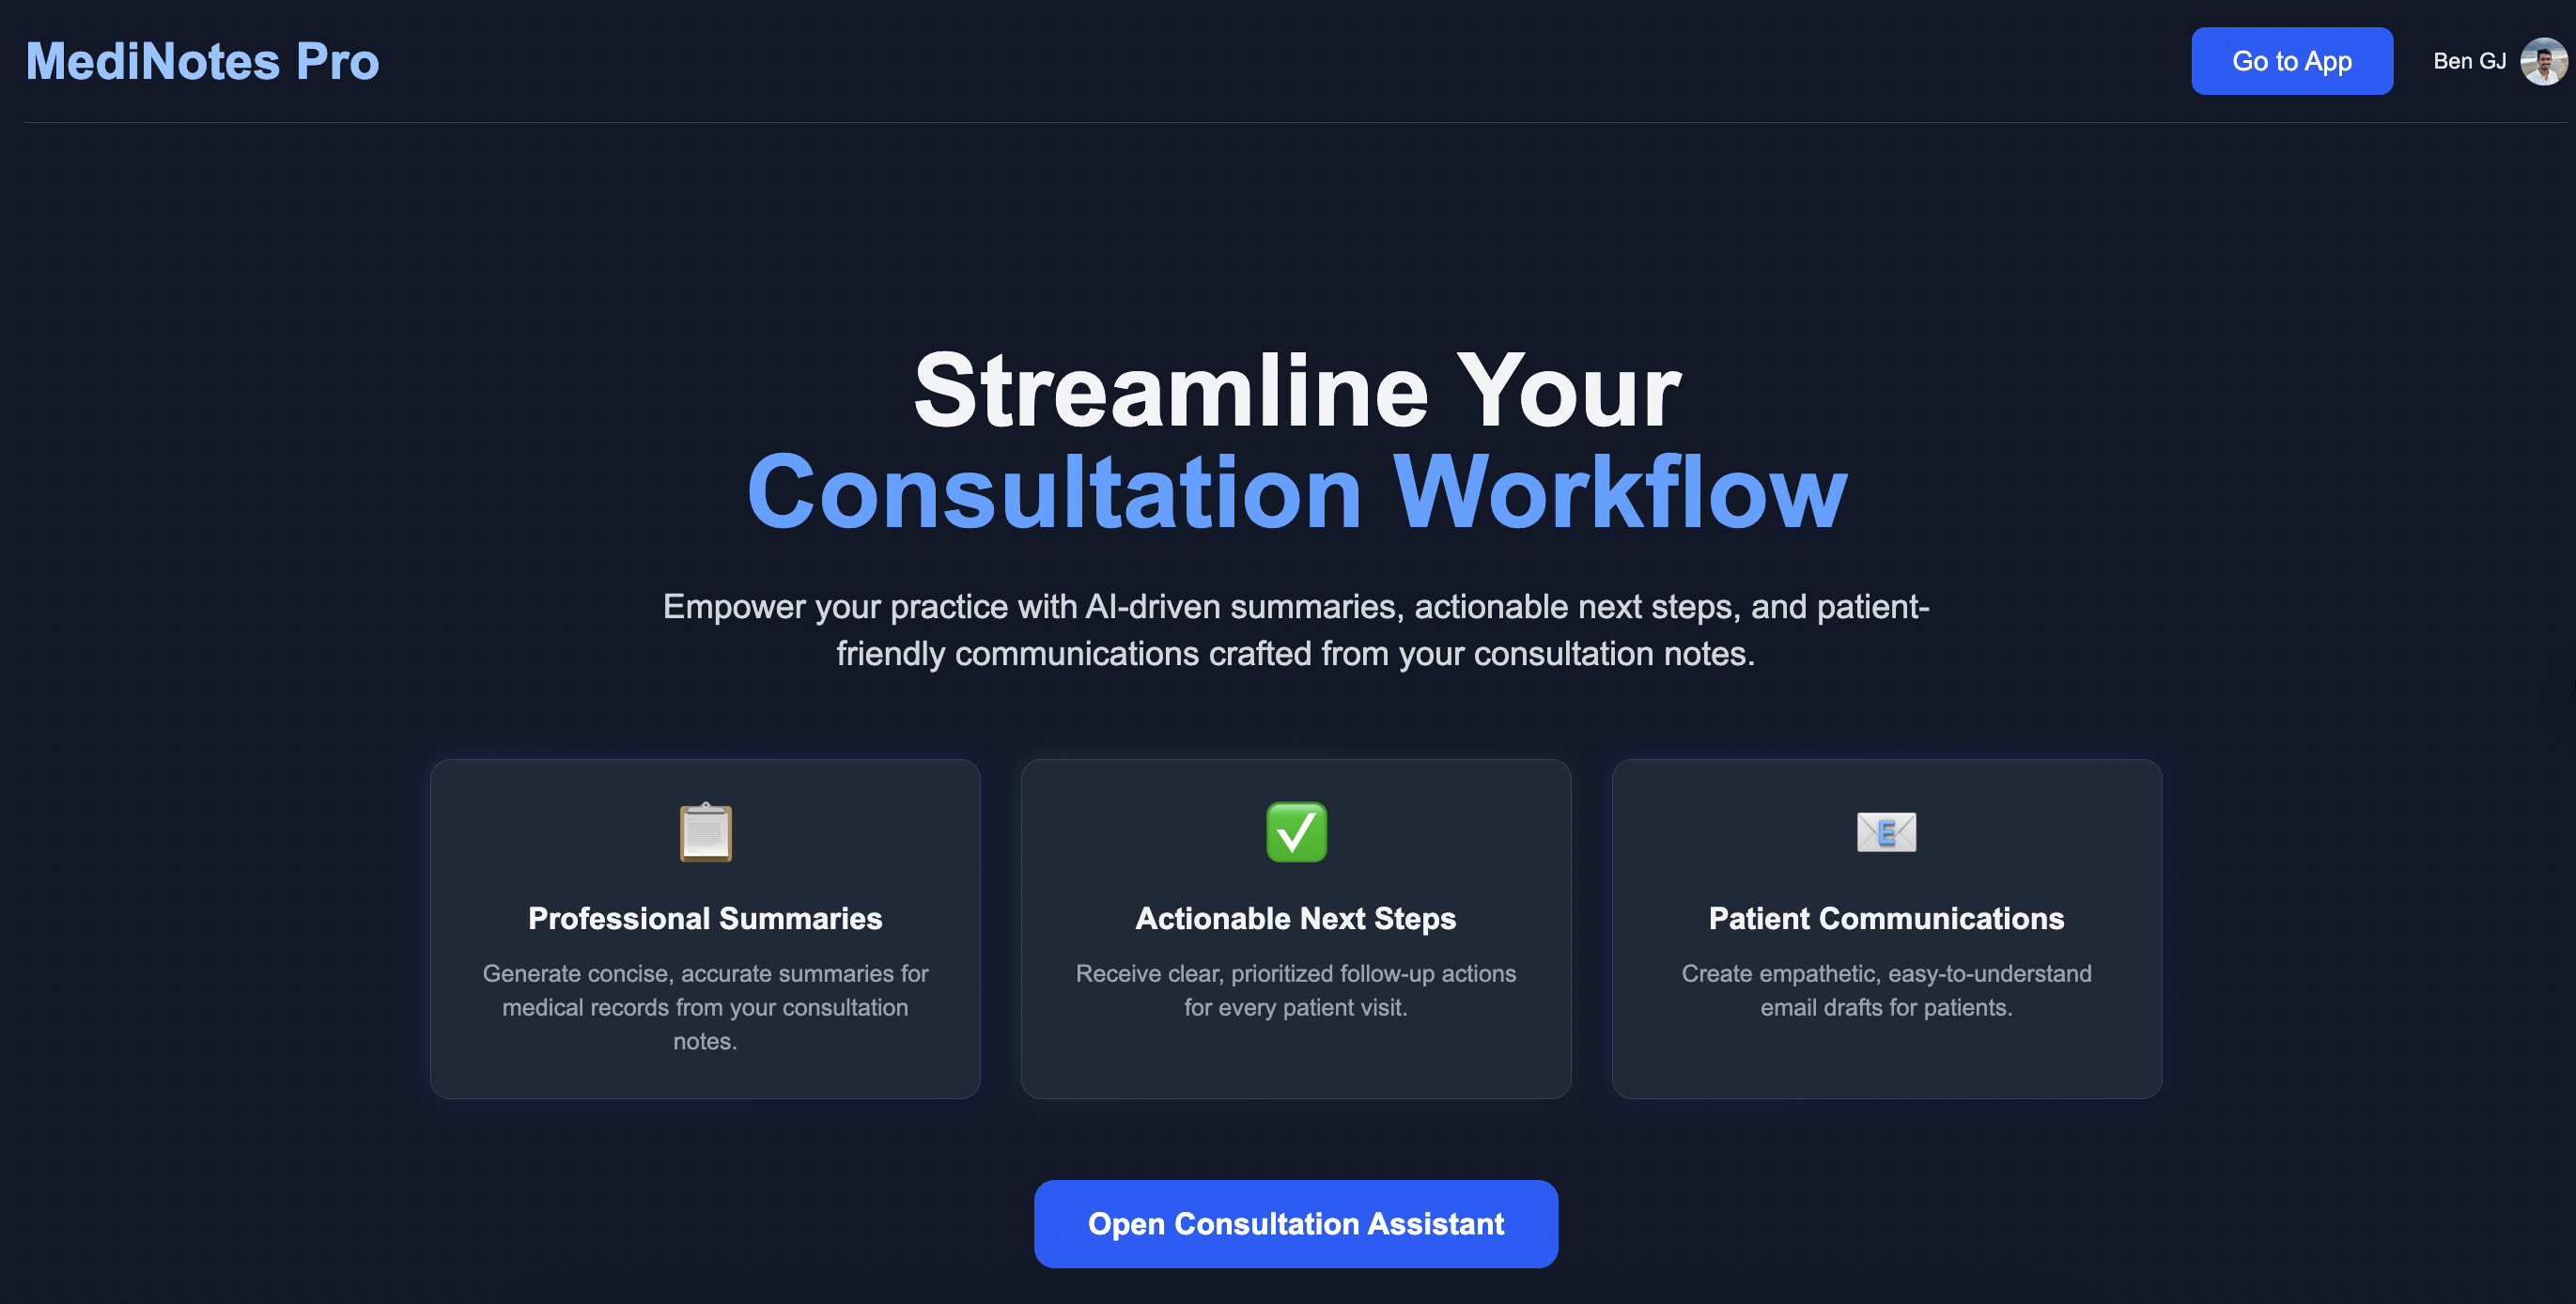 MediNotes Pro
Go to App
Ben GJ
Streamline Your
Consultation Workflow
Empower your practice with AI-driven summaries, actionable next steps, and patient-
friendly communications crafted from your consultation notes.
Professional Summaries
Generate concise, accurate summaries for
medical records from your consultation
notes.
Actionable Next Steps
Receive clear, prioritized follow-up actions
for every patient visit.
E
Patient Communications
Create empathetic, easy-to-understand
email drafts for patients.
Open Consultation Assistant